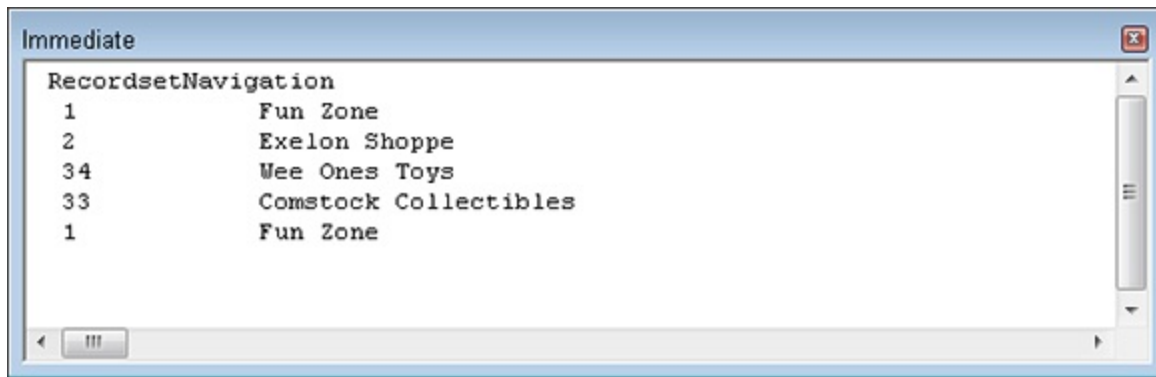 Immediate
RecordsetNavigation
1 Fun Zone
2 Exelon Shoppe
34 Wee Ones Toys
33 Comstock Collectibles
1 Fun Zone